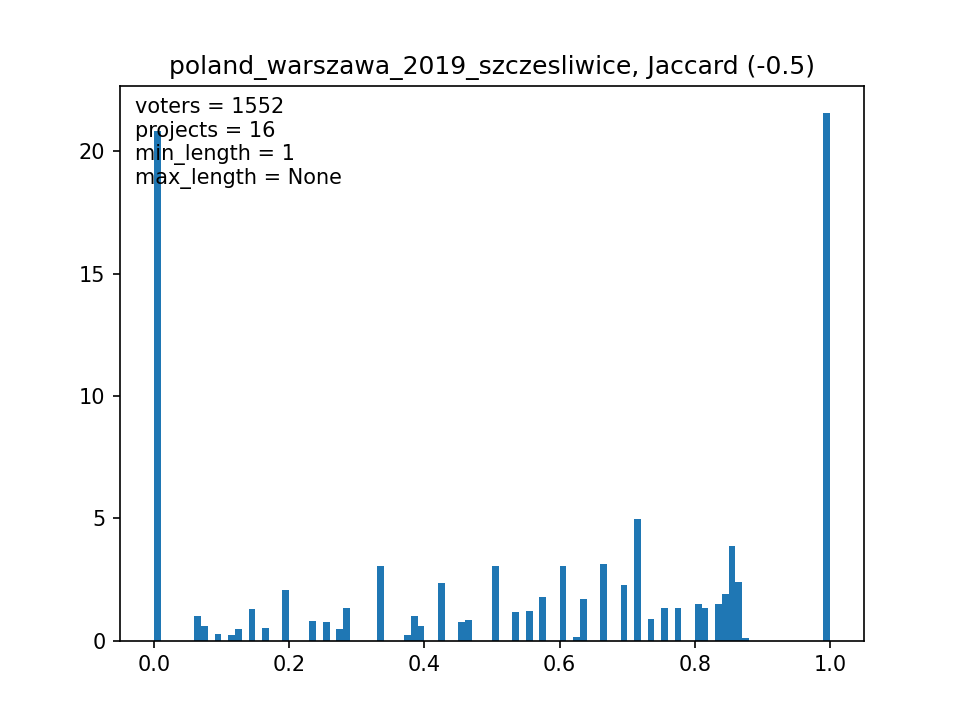 poland_warszawa_2019_szczesliwice, Jaccard (-0.5)
voters = 1552
projects = 16
min_length = 1
max_length = None
20
15
10
5
0
0.0 0.2 0.4 0.6 0.8 1.0